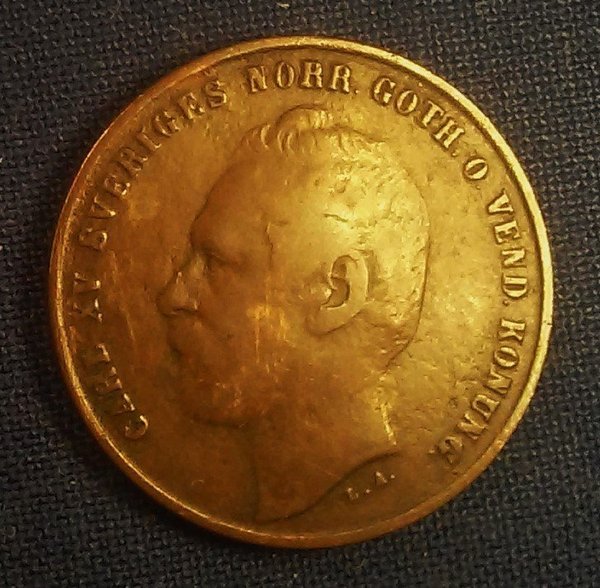 CARL XV SVERIGES NORR. GOTH. O. VEND. KONUNG.
L.A.